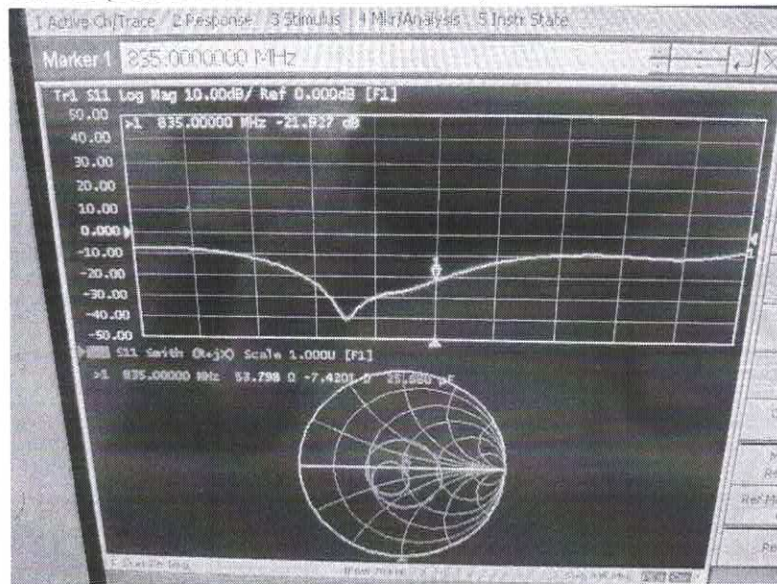 1 Active Ch/Trace 2 Response 3 Stimulus 4 Mkr/Analysis 5 Instr State
Marker 1 835.0000000 MHz
Tr1 S11 Log Mag 10.00dB/ Ref 0.000dB [F1]
50.00
>1 835.00000 MHz -21.927 dB
40.00
30.00
20.00
10.00
0.000
-10.00
-20.00
-30.00
-40.00
-50.00
S11 Smith (R+jX) Scale 1.000U [F1]
>1 835.00000 MHz 53.798 Ω -7.4201 Ω pF